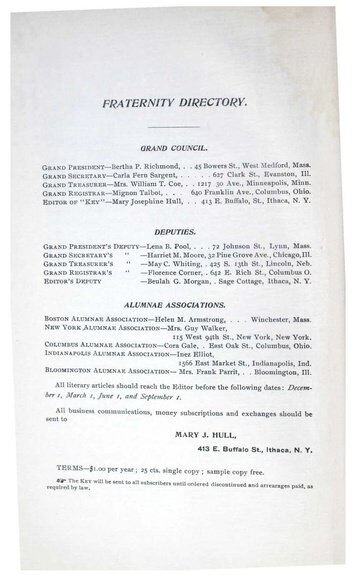 FRATERNITY DIRECTORY.
GRAND COUNCIL.
GRAND PRESIDENT—Bertha P. Richmond, . . 45 Bowers St., West Medford, Mass.
GRAND SECRETARY—Carla Fern Sargent, . . . . . . 627 Clark St., Evanston, Ill.
GRAND TREASURER—Mrs. William T. Coe, . . 1217 30 Ave., Minneapolis, Minn.
GRAND REGISTRAR—Mignon Talbot, . . . 640 Franklin Ave., Columbus, Ohio.
EDITOR OF "KEY"—Mary Josephine Hull, . . 413 E. Buffalo, St., Ithaca, N. Y.
DEPUTIES.
GRAND PRESIDENT'S DEPUTY—Lena B. Pool, . . . 72 Johnson St., Lynn, Mass.
GRAND SECRETARY'S " —Harriet M. Moore, 32 Pine Grove Ave., Chicago, Ill.
GRAND TREASURER'S " —May C. Whiting, . 425 S. 13th St., Lincoln, Neb.
GRAND REGISTRAR'S " —Florence Corner, . 642 E. Rich St., Columbus O.
EDITOR'S DEPUTY —Beulah G. Morgan, . Sage Cottage, Ithaca, N. Y.
ALUMNAE ASSOCIATIONS.
BOSTON ALUMNAE ASSOCIATION—Helen M. Armstrong, . . . Winchester, Mass.
NEW YORK ALUMNAE ASSOCIATION—Mrs. Guy Walker,
115 West 94th St., New York, New York.
COLUMBUS ALUMNAE ASSOCIATION—Cora Gale, . East Oak St., Columbus, Ohio.
INDIANAPOLIS ALUMNAE ASSOCIATION—Inez Elliot,
1566 East Market St., Indianapolis, Ind.
BLOOMINGTON ALUMNAE ASSOCIATION— Mrs. Frank Parrit, . . Bloomington, Ill.
All literary articles should reach the Editor before the following dates: Decem-
ber 1, March 1, June 1, and September 1.
All business communications, money subscriptions and exchanges should be
sent to
MARY J. HULL,
413 E. Buffalo St., Ithaca, N. Y.
TERMS—$1.00 per year; 25 cts. single copy; sample copy free.
☞ The KEY will be sent to all subscribers until ordered discontinued and arrearages paid, as
required by law.